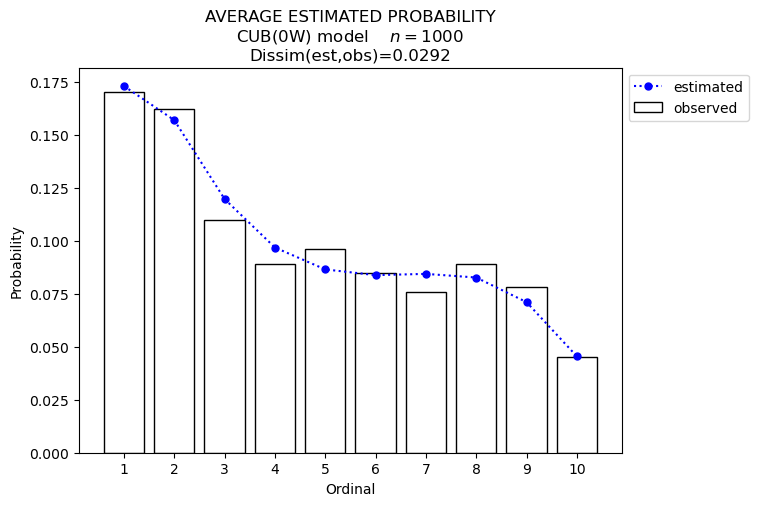 AVERAGE ESTIMATED PROBABILITY
CUB(0W) model n = 1000
Dissim(est,obs)=0.0292
estimated
observed
Probability
0.175
0.150
0.125
0.100
0.075
0.050
0.025
0.000
1 2 3 4 5 6 7 8 9 10
Ordinal